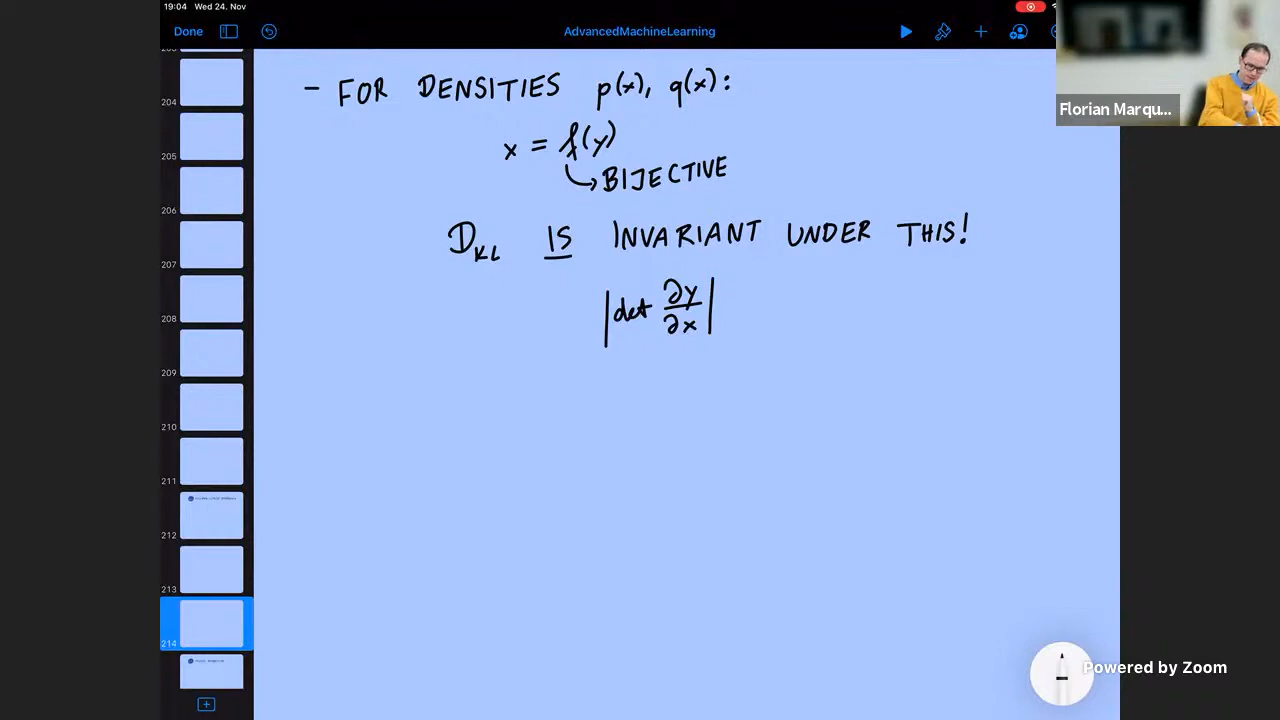 19:04 Wed 24. Nov
Done
AdvancedMachineLearning
Florian Marqu...
- FOR DENSITIES p(x), q(x):
x = f(y)
BIJECTIVE
D_KL IS INVARIANT UNDER THIS!
|det ∂y/∂x|
204
205
206
207
208
209
210
211
212
213
214
Powered by Zoom